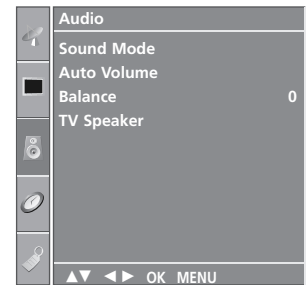 Audio
Sound Mode
Auto Volume
Balance 0
TV Speaker
▲▼ ◄► OK MENU